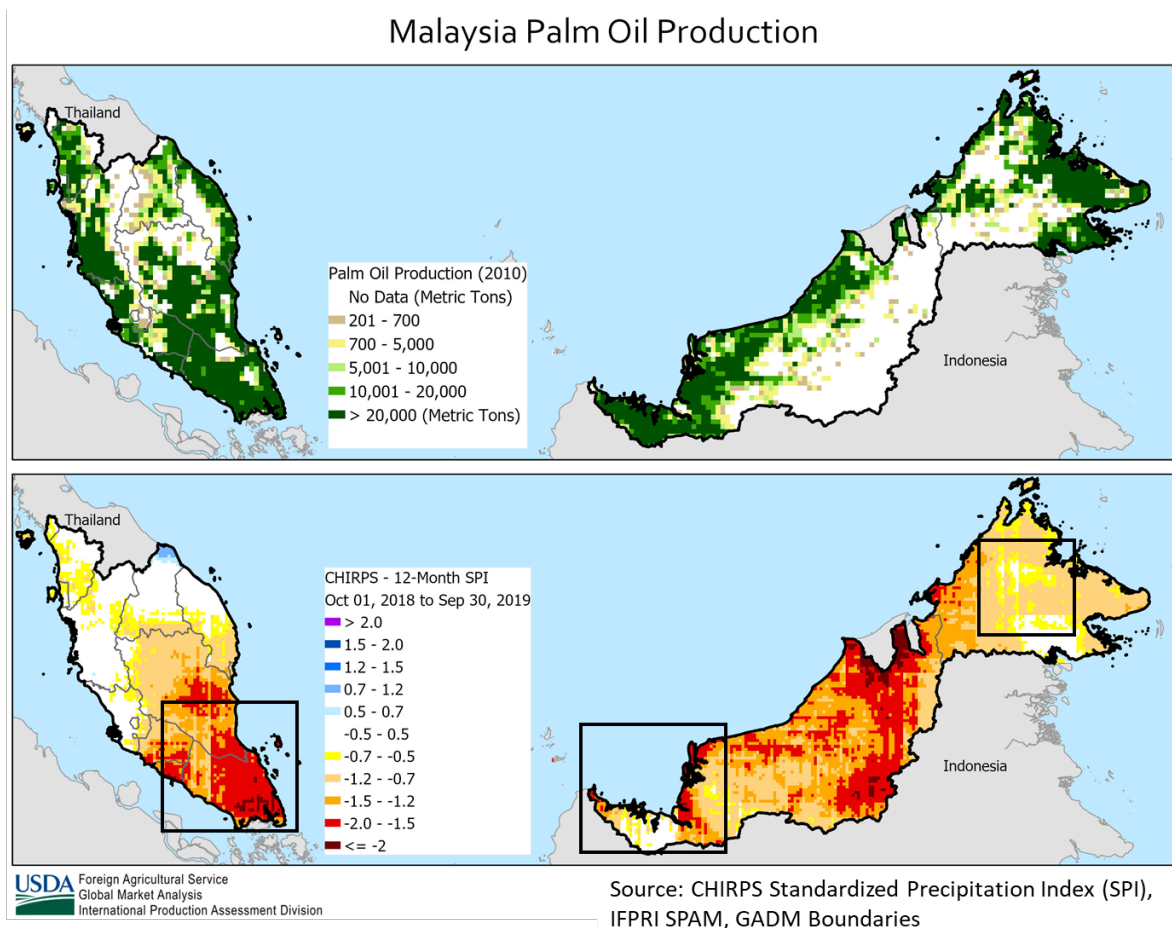 Malaysia Palm Oil Production
Thailand
Palm Oil Production (2010)
No Data (Metric Tons)
201 - 700
700 - 5,000
5,001 - 10,000
10,001 - 20,000
> 20,000 (Metric Tons)
Indonesia
Thailand
CHIRPS - 12-Month SPI
Oct 01, 2018 to Sep 30, 2019
> 2.0
1.5 - 2.0
1.2 - 1.5
0.7 - 1.2
0.5 - 0.7
-0.5 - 0.5
-0.7 - -0.5
-1.2 - -0.7
-1.5 - -1.2
-2.0 - -1.5
<= -2
Indonesia
USDA
Foreign Agricultural Service
Global Market Analysis
International Production Assessment Division
Source: CHIRPS Standardized Precipitation Index (SPI),
IFPRI SPAM, GADM Boundaries